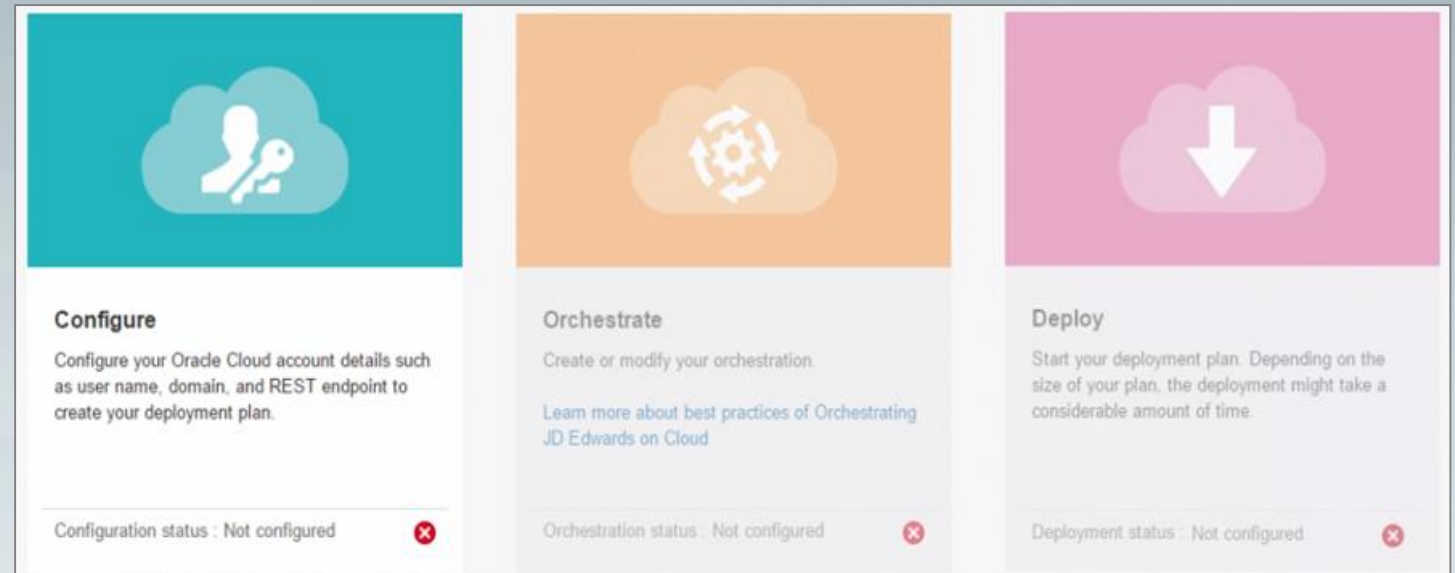 Configure
Configure your Oracle Cloud account details such
as user name, domain, and REST endpoint to
create your deployment plan.
Configuration status : Not configured
Orchestrate
Create or modify your orchestration.
Learn more about best practices of Orchestrating
JD Edwards on Cloud
Orchestration status : Not configured
Deploy
Start your deployment plan. Depending on the
size of your plan, the deployment might take a
considerable amount of time.
Deployment status : Not configured